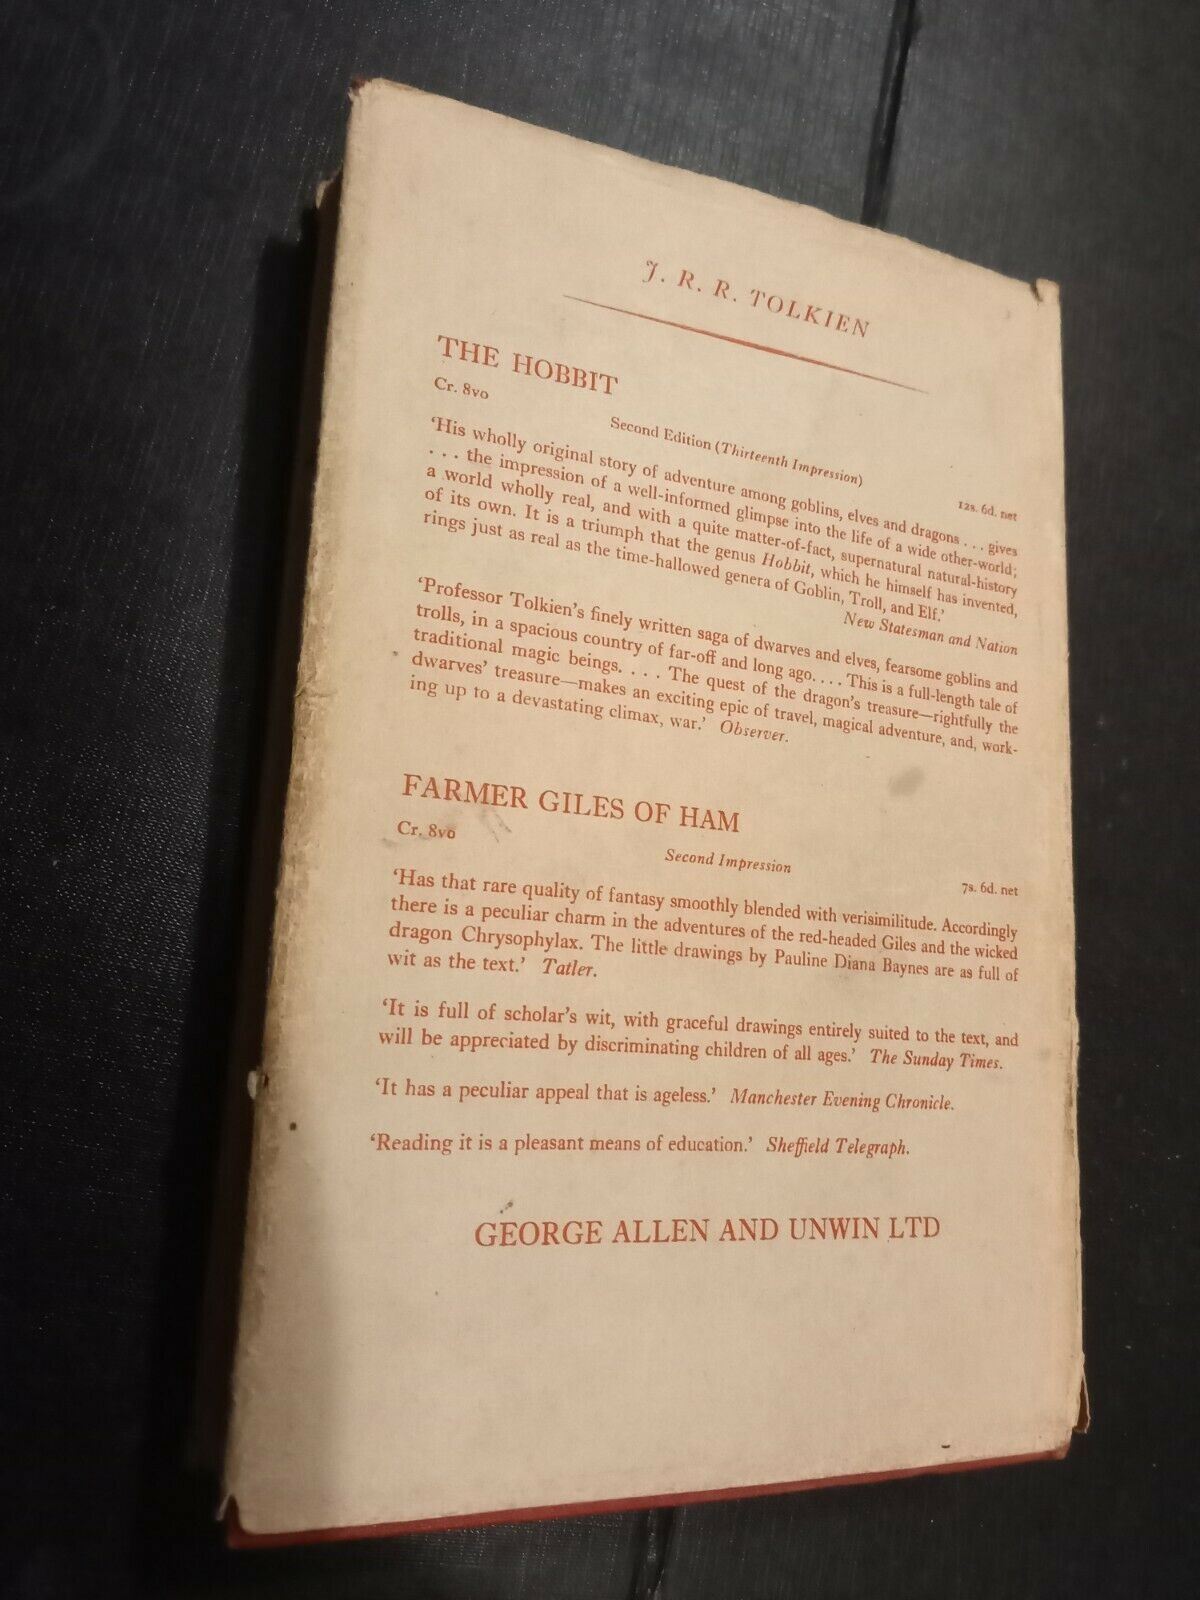 J. R. R. TOLKIEN
THE HOBBIT
Cr. 8vo
Second Edition (Thirteenth Impression)
12s. 6d. net
‘His wholly original story of adventure among goblins, elves and dragons . . . gives
. . . the impression of a well-informed glimpse into the life of a wide other-world;
a world wholly real, and with a quite matter-of-fact, supernatural natural-history
of its own. It is a triumph that the genus Hobbit, which he himself has invented,
rings just as real as the time-hallowed genera of Goblin, Troll, and Elf.’
New Statesman and Nation
‘Professor Tolkien’s finely written saga of dwarves and elves, fearsome goblins and
trolls, in a spacious country of far-off and long ago. . . . This is a full-length tale of
traditional magic beings. . . . The quest of the dragon’s treasure—rightfully the
dwarves’ treasure—makes an exciting epic of travel, magical adventure, and, work-
ing up to a devastating climax, war.’ Observer.
FARMER GILES OF HAM
Cr. 8vo
Second Impression
7s. 6d. net
‘Has that rare quality of fantasy smoothly blended with verisimilitude. Accordingly
there is a peculiar charm in the adventures of the red-headed Giles and the wicked
dragon Chrysophylax. The little drawings by Pauline Diana Baynes are as full of
wit as the text.’ Tatler.
‘It is full of scholar’s wit, with graceful drawings entirely suited to the text, and
will be appreciated by discriminating children of all ages.’ The Sunday Times.
‘It has a peculiar appeal that is ageless.’ Manchester Evening Chronicle.
‘Reading it is a pleasant means of education.’ Sheffield Telegraph.
GEORGE ALLEN AND UNWIN LTD